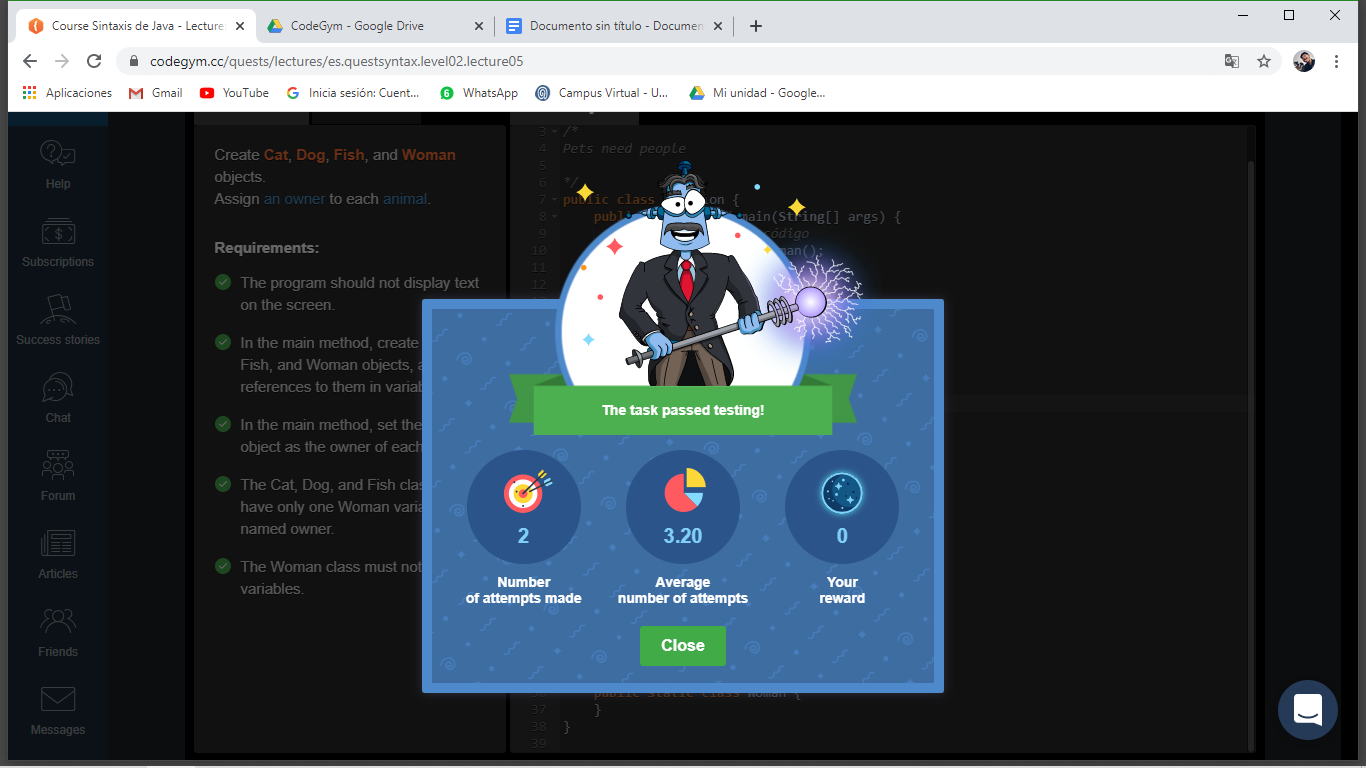 Course Sintaxis de Java - Lecture
CodeGym - Google Drive
Documento sin título - Documen
codegym.cc/quests/lectures/es.questsyntax.level02.lecture05
Aplicaciones
Gmail
YouTube
Inicia sesión: Cuent...
WhatsApp
Campus Virtual - U...
Mi unidad - Google...
Help
Subscriptions
Success stories
Chat
Forum
Articles
Friends
Messages
Create Cat, Dog, Fish, and Woman
objects.
Assign an owner to each animal.
Requirements:
The program should not display text
on the screen.
In the main method, create
Fish, and Woman objects,
references to them in
In the main method, set the
object as the owner of each
The Cat, Dog, and Fish
have only one Woman
named owner.
The Woman class must not
variables.
3 /*
4 Pets need people
5
6 */
7 public class
8 main(String[] args) {
9 código
10
11
12
The task passed testing!
2
Number
of attempts made
3.20
Average
number of attempts
0
Your
reward
Close
public static class Woman {
37 }
38 }
39